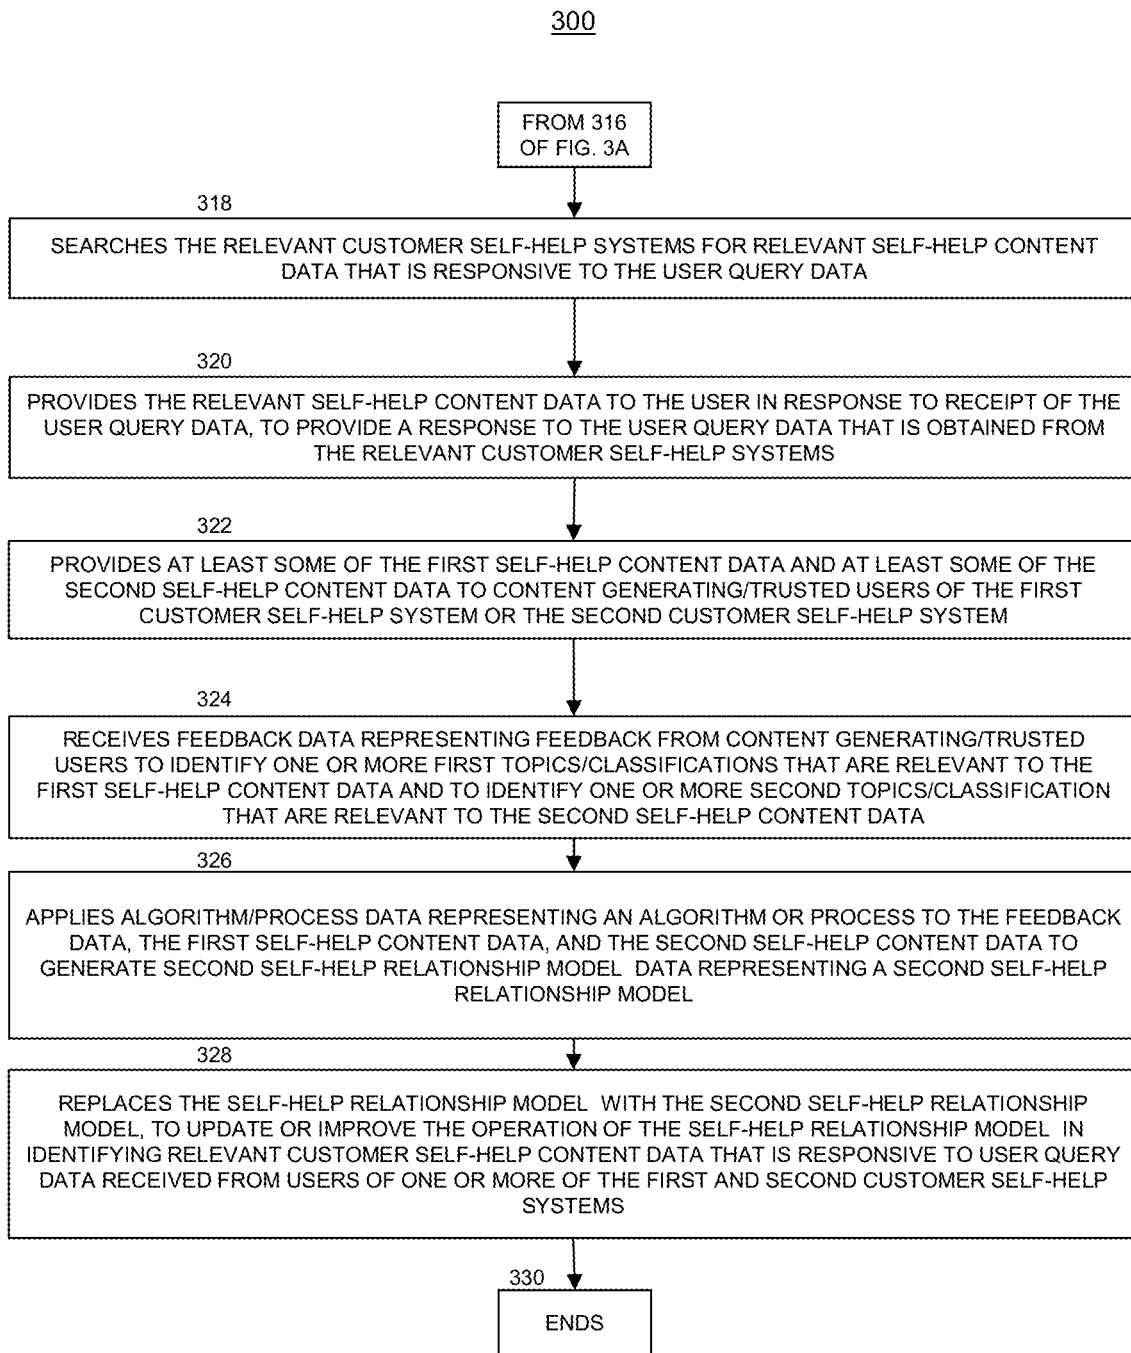 300
FROM 316
OF FIG. 3A
318
SEARCHES THE RELEVANT CUSTOMER SELF-HELP SYSTEMS FOR RELEVANT SELF-HELP CONTENT
DATA THAT IS RESPONSIVE TO THE USER QUERY DATA
320
PROVIDES THE RELEVANT SELF-HELP CONTENT DATA TO THE USER IN RESPONSE TO RECEIPT OF THE
USER QUERY DATA, TO PROVIDE A RESPONSE TO THE USER QUERY DATA THAT IS OBTAINED FROM
THE RELEVANT CUSTOMER SELF-HELP SYSTEMS
322
PROVIDES AT LEAST SOME OF THE FIRST SELF-HELP CONTENT DATA AND AT LEAST SOME OF THE
SECOND SELF-HELP CONTENT DATA TO CONTENT GENERATING/TRUSTED USERS OF THE FIRST
CUSTOMER SELF-HELP SYSTEM OR THE SECOND CUSTOMER SELF-HELP SYSTEM
324
RECEIVES FEEDBACK DATA REPRESENTING FEEDBACK FROM CONTENT GENERATING/TRUSTED
USERS TO IDENTIFY ONE OR MORE FIRST TOPICS/CLASSIFICATIONS THAT ARE RELEVANT TO THE
FIRST SELF-HELP CONTENT DATA AND TO IDENTIFY ONE OR MORE SECOND TOPICS/CLASSIFICATION
THAT ARE RELEVANT TO THE SECOND SELF-HELP CONTENT DATA
326
APPLIES ALGORITHM/PROCESS DATA REPRESENTING AN ALGORITHM OR PROCESS TO THE FEEDBACK
DATA, THE FIRST SELF-HELP CONTENT DATA, AND THE SECOND SELF-HELP CONTENT DATA TO
GENERATE SECOND SELF-HELP RELATIONSHIP MODEL DATA REPRESENTING A SECOND SELF-HELP
RELATIONSHIP MODEL
328
REPLACES THE SELF-HELP RELATIONSHIP MODEL WITH THE SECOND SELF-HELP RELATIONSHIP
MODEL, TO UPDATE OR IMPROVE THE OPERATION OF THE SELF-HELP RELATIONSHIP MODEL IN
IDENTIFYING RELEVANT CUSTOMER SELF-HELP CONTENT DATA THAT IS RESPONSIVE TO USER QUERY
DATA RECEIVED FROM USERS OF ONE OR MORE OF THE FIRST AND SECOND CUSTOMER SELF-HELP
SYSTEMS
330
ENDS